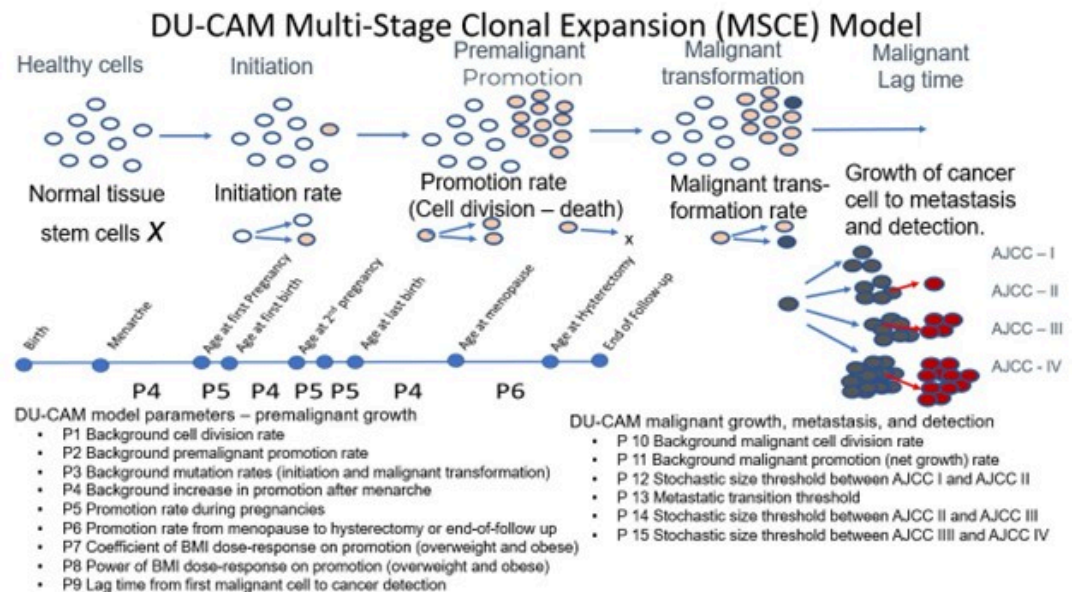 DU-CAM Multi-Stage Clonal Expansion (MSCE) Model
Healthy cells
Initiation
Premalignant
Promotion
Malignant
transformation
Malignant
Lag time
Normal tissue
stem cells X
Initiation rate
Promotion rate
(Cell division – death)
x
Malignant trans-
formation rate
Growth of cancer
cell to metastasis
and detection.
AJCC – I
AJCC – II
AJCC – III
AJCC - IV
Birth
Menarche
Age at first Pregnancy
Age at first birth
Age at 2nd pregnancy
Age at last birth
Age at menopause
Age at Hysterectomy
End of Follow-up
P4 P5 P4 P5 P5 P4 P6
DU-CAM model parameters – premalignant growth
• P1 Background cell division rate
• P2 Background premalignant promotion rate
• P3 Background mutation rates (initiation and malignant transformation)
• P4 Background increase in promotion after menarche
• P5 Promotion rate during pregnancies
• P6 Promotion rate from menopause to hysterectomy or end-of-follow up
• P7 Coefficient of BMI dose-response on promotion (overweight and obese)
• P8 Power of BMI dose-response on promotion (overweight and obese)
• P9 Lag time from first malignant cell to cancer detection
DU-CAM malignant growth, metastasis, and detection
• P 10 Background malignant cell division rate
• P 11 Background malignant promotion (net growth) rate
• P 12 Stochastic size threshold between AJCC I and AJCC II
• P 13 Metastatic transition threshold
• P 14 Stochastic size threshold between AJCC II and AJCC III
• P 15 Stochastic size threshold between AJCC IIII and AJCC IV